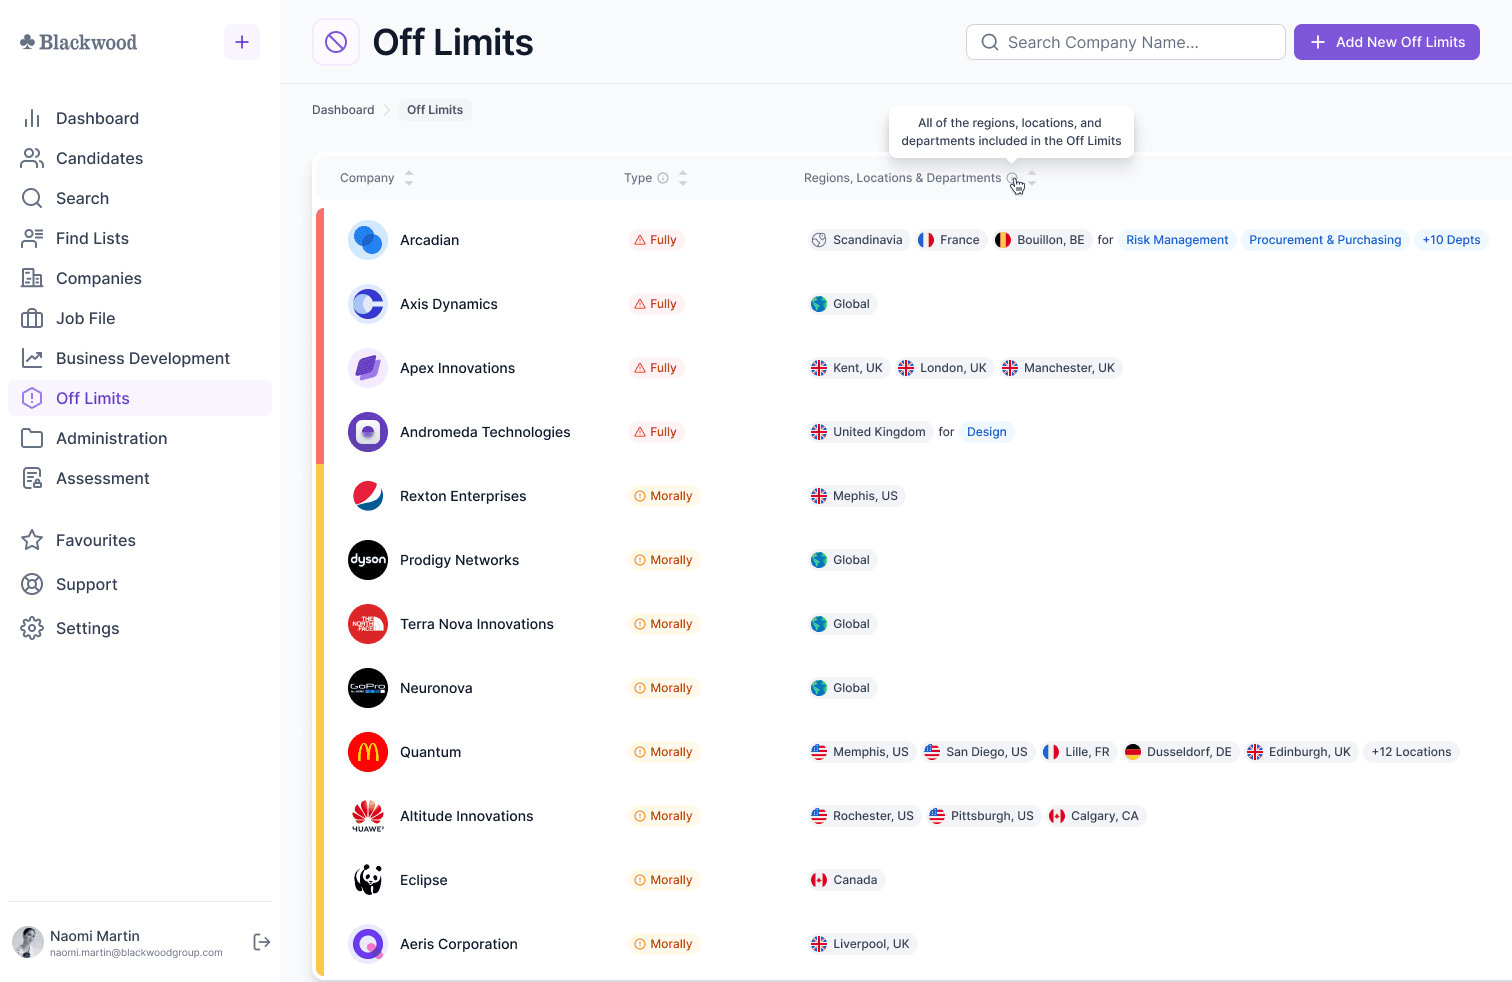 Blackwood
Dashboard
Candidates
Search
Find Lists
Companies
Job File
Business Development
Off Limits
Administration
Assessment
Favourites
Support
Settings
Naomi Martin
naomi.martin@blackwoodgroup.com
Off Limits
Search Company Name...
Add New Off Limits
Dashboard Off Limits
All of the regions, locations, and
departments included in the Off Limits
Company Type Regions, Locations & Departments
Arcadian Fully Scandinavia France Bouillon, BE for Risk Management Procurement & Purchasing +10 Depts
Axis Dynamics Fully Global
Apex Innovations Fully Kent, UK London, UK Manchester, UK
Andromeda Technologies Fully United Kingdom for Design
Rexton Enterprises Morally Mephis, US
dyson Prodigy Networks Morally Global
THE
NORTH
FACE
Terra Nova Innovations Morally Global
GoPro Neuronova Morally Global
Quantum Morally Memphis, US San Diego, US Lille, FR Dusseldorf, DE Edinburgh, UK +12 Locations
Altitude Innovations Morally Rochester, US Pittsburgh, US Calgary, CA
HUAWEI
Eclipse Morally Canada
Aeris Corporation Morally Liverpool, UK